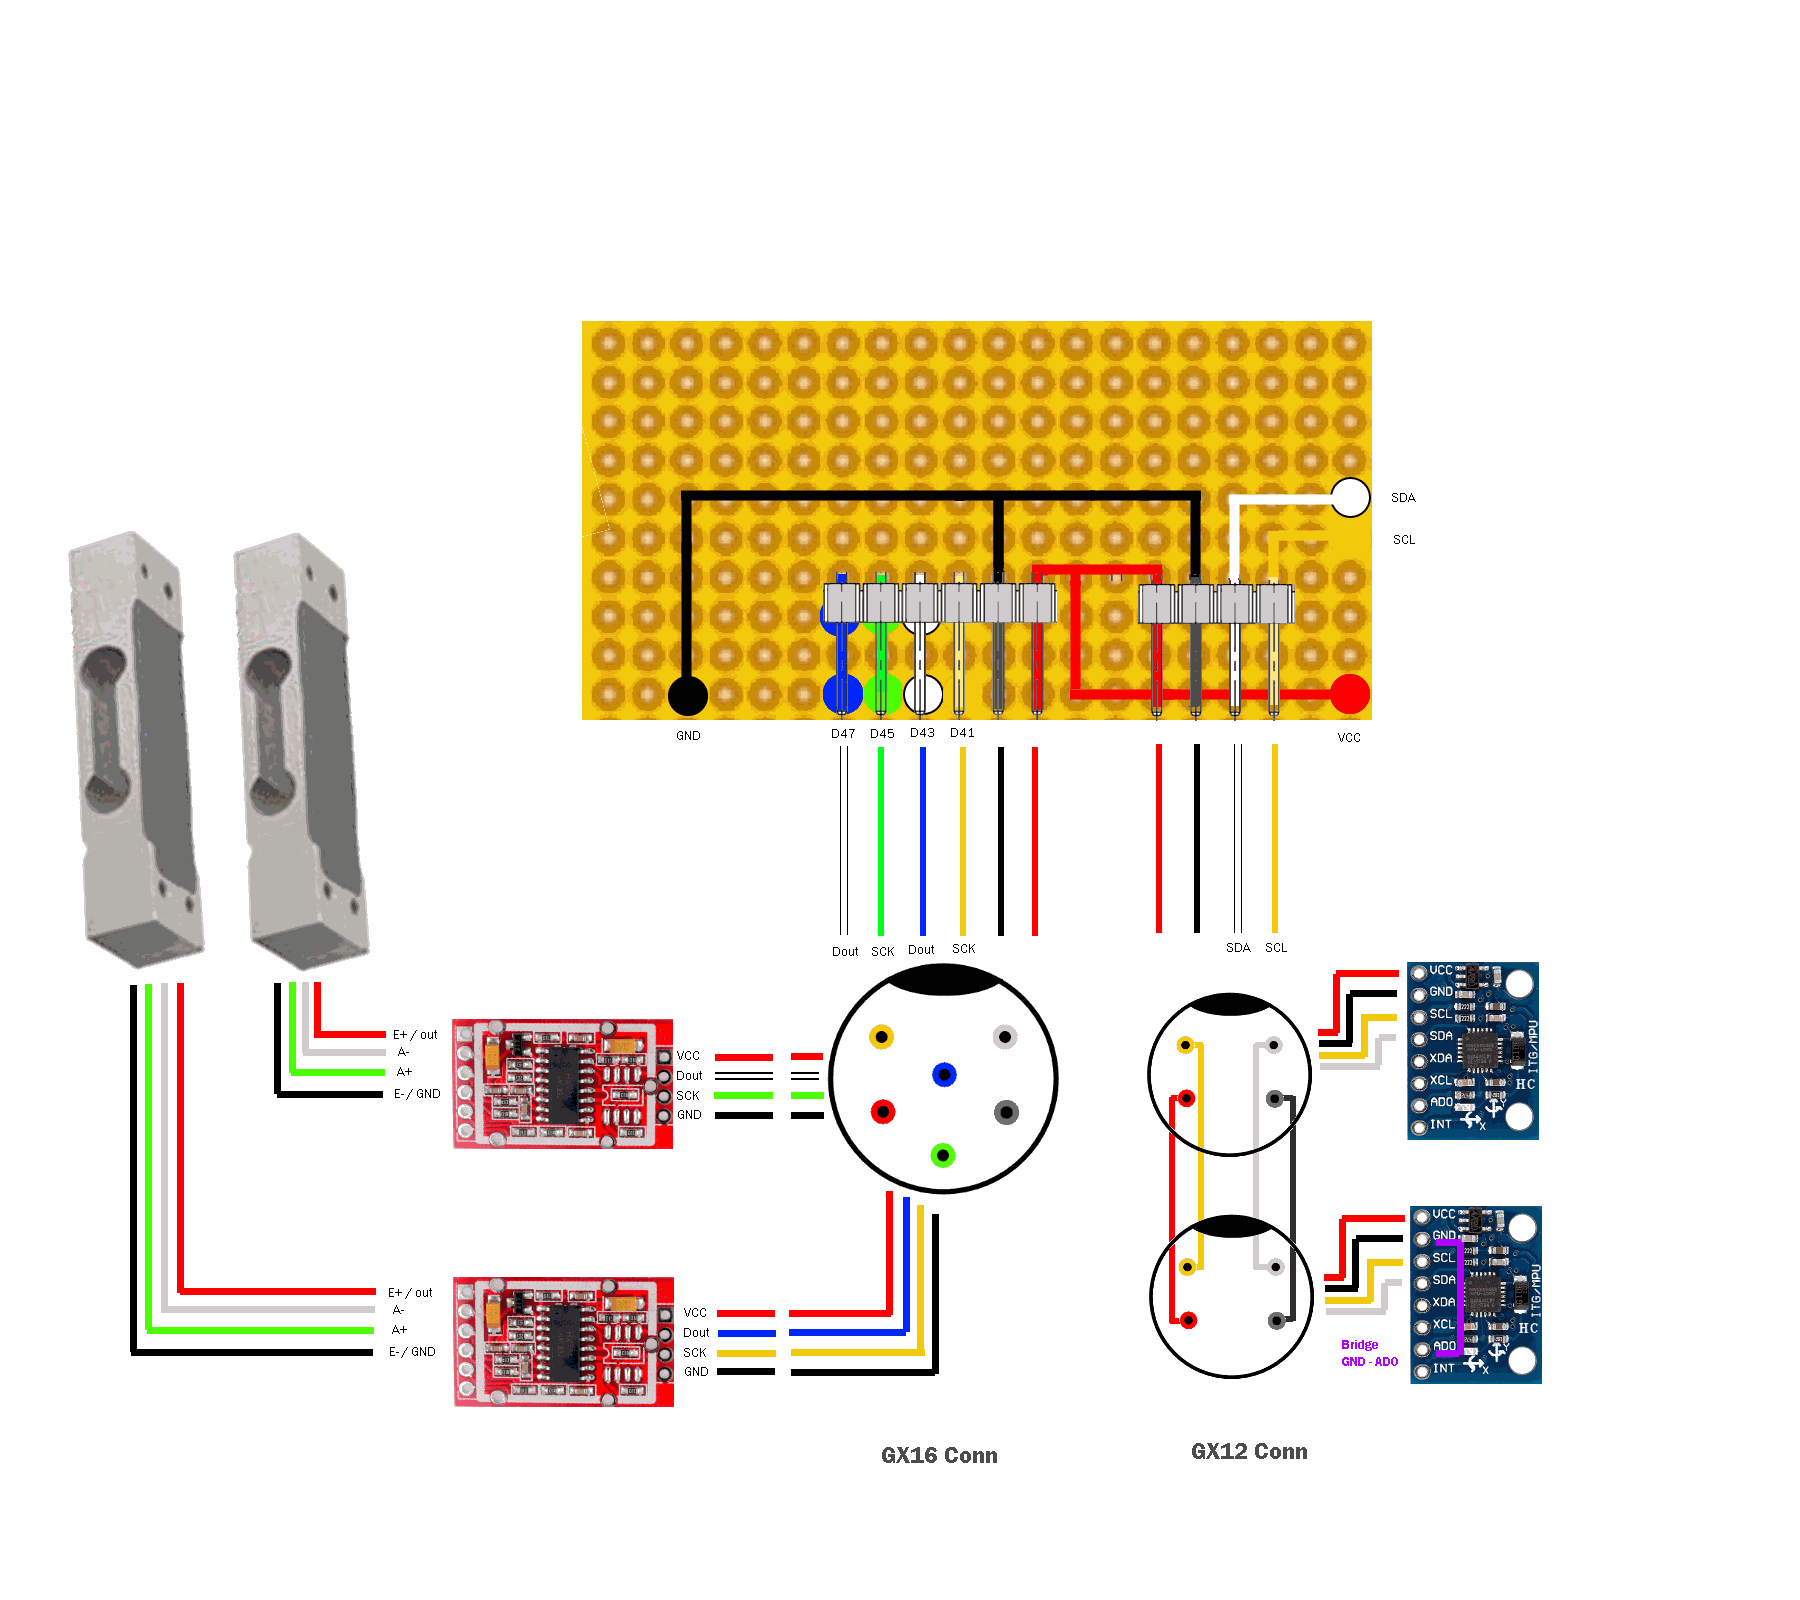 SDA
SCL
GND
D47
D45
D43
D41
VCC
Dout
SCK
Dout
SCK
SDA
SCL
E+ / out
A-
A+
E- / GND
VCC
Dout
SCK
GND
VCC
GND
SCL
SDA
XDA
XCL
ADO
INT
ITG/MPU
HC
X
Y
E+ / out
A-
A+
E- / GND
VCC
Dout
SCK
GND
Bridge
GND - ADO
VCC
GND
SCL
SDA
XDA
XCL
ADO
INT
ITG/MPU
HC
X
Y
GX16 Conn
GX12 Conn